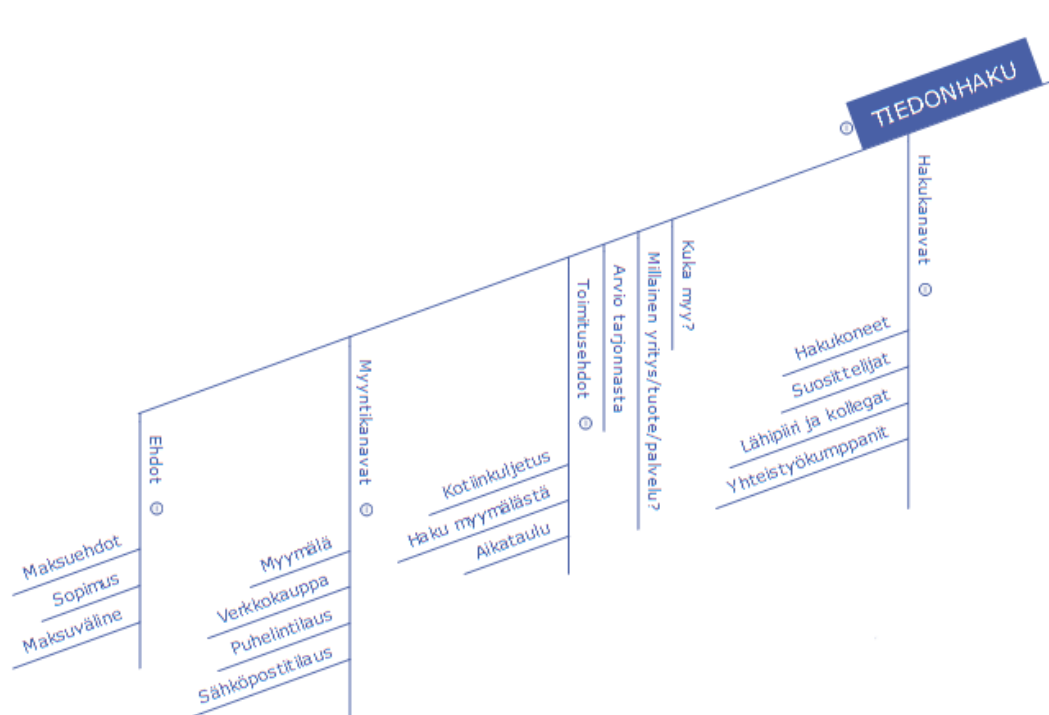 TIEDONHAKU
Hakukanavat
Hakukoneet
Suosittelijat
Lähipiiri ja kollegat
Yhteistyökumppanit
Kuka myy?
Millainen yritys/tuote/palvelu?
Arvio tarjonnasta
Toimitusehdot
Kotiinkuljetus
Haku myymälästä
Aikataulu
Myyntikanavat
Myymälä
Verkkokauppa
Puhelintilaus
Sähköpostitilaus
Ehdot
Maksuehdot
Sopimus
Maksuväline